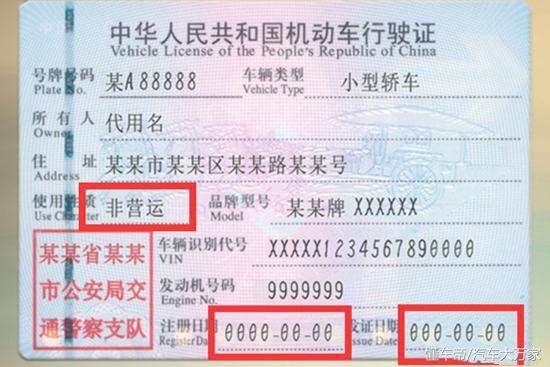 中华人民共和国机动车行驶证
Vehicle License of the People's Republic of China
号牌号码 某A88888 车辆类型 小型轿车
Plate No. Vehicle Type
所有人 代用名
Owner
住址 某某市某某区某某路某某号
Address
使用性质 非营运 品牌型号 某某牌 XXXXXX
Use Character Model
某某省某某
市公安局交
通警察支队
车辆识别代号 XXXXX1234567890000
VIN
发动机号码 9999999
Engine No.
注册日期 0000-00-00 发证日期 000-00-00
Register Date Issue Date
懂车帝/汽车大万家